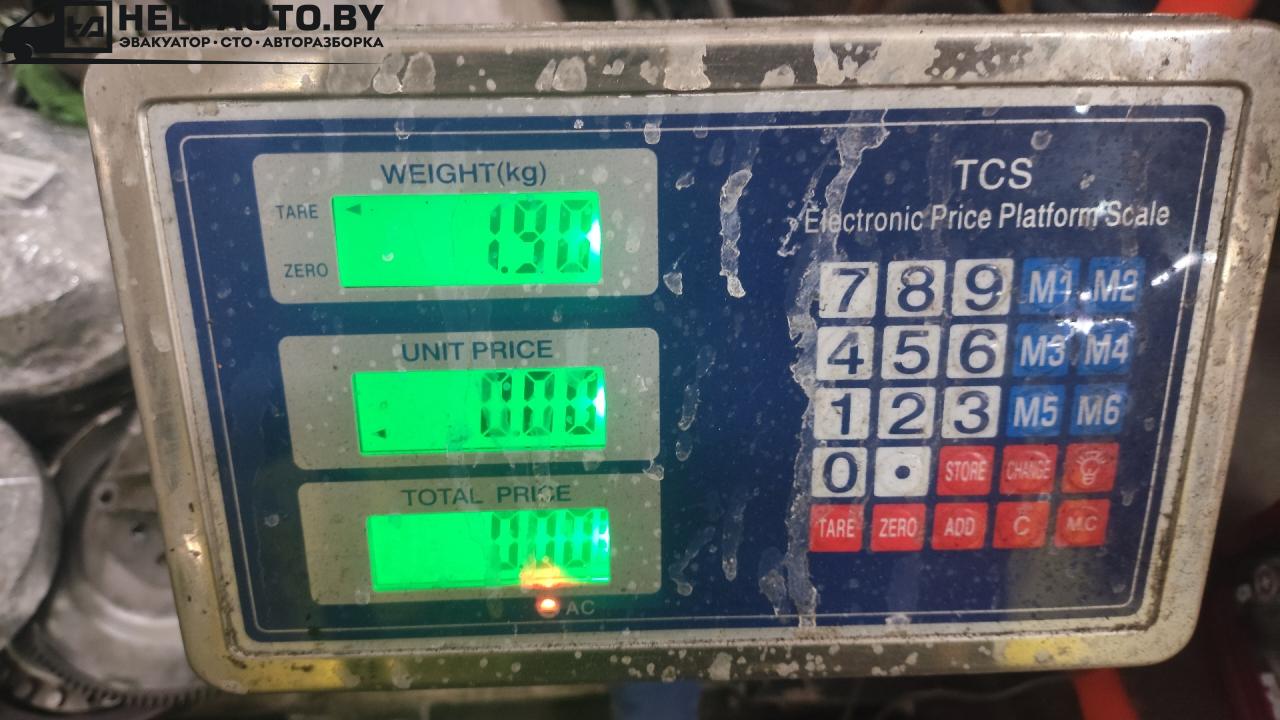 HELPAUTO.BY
ЭВАКУАТОР · СТО · АВТОРАЗБОРКА
WEIGHT(kg)
TARE
ZERO
1.90
UNIT PRICE
0.00
TOTAL PRICE
0.00
AC
TCS
Electronic Price Platform Scale
7 8 9 M1 M2
4 5 6 M3 M4
1 2 3 M5 M6
0 • STORE CHANGE
TARE ZERO ADD C M.C